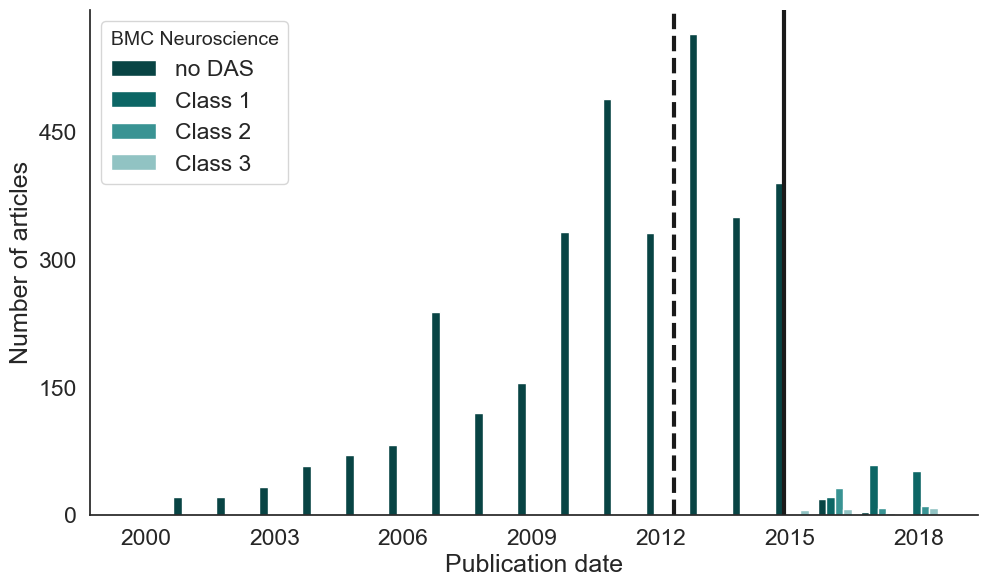 BMC Neuroscience
no DAS
Class 1
Class 2
Class 3
Number of articles
450
300
150
0
2000 2003 2006 2009 2012 2015 2018
Publication date